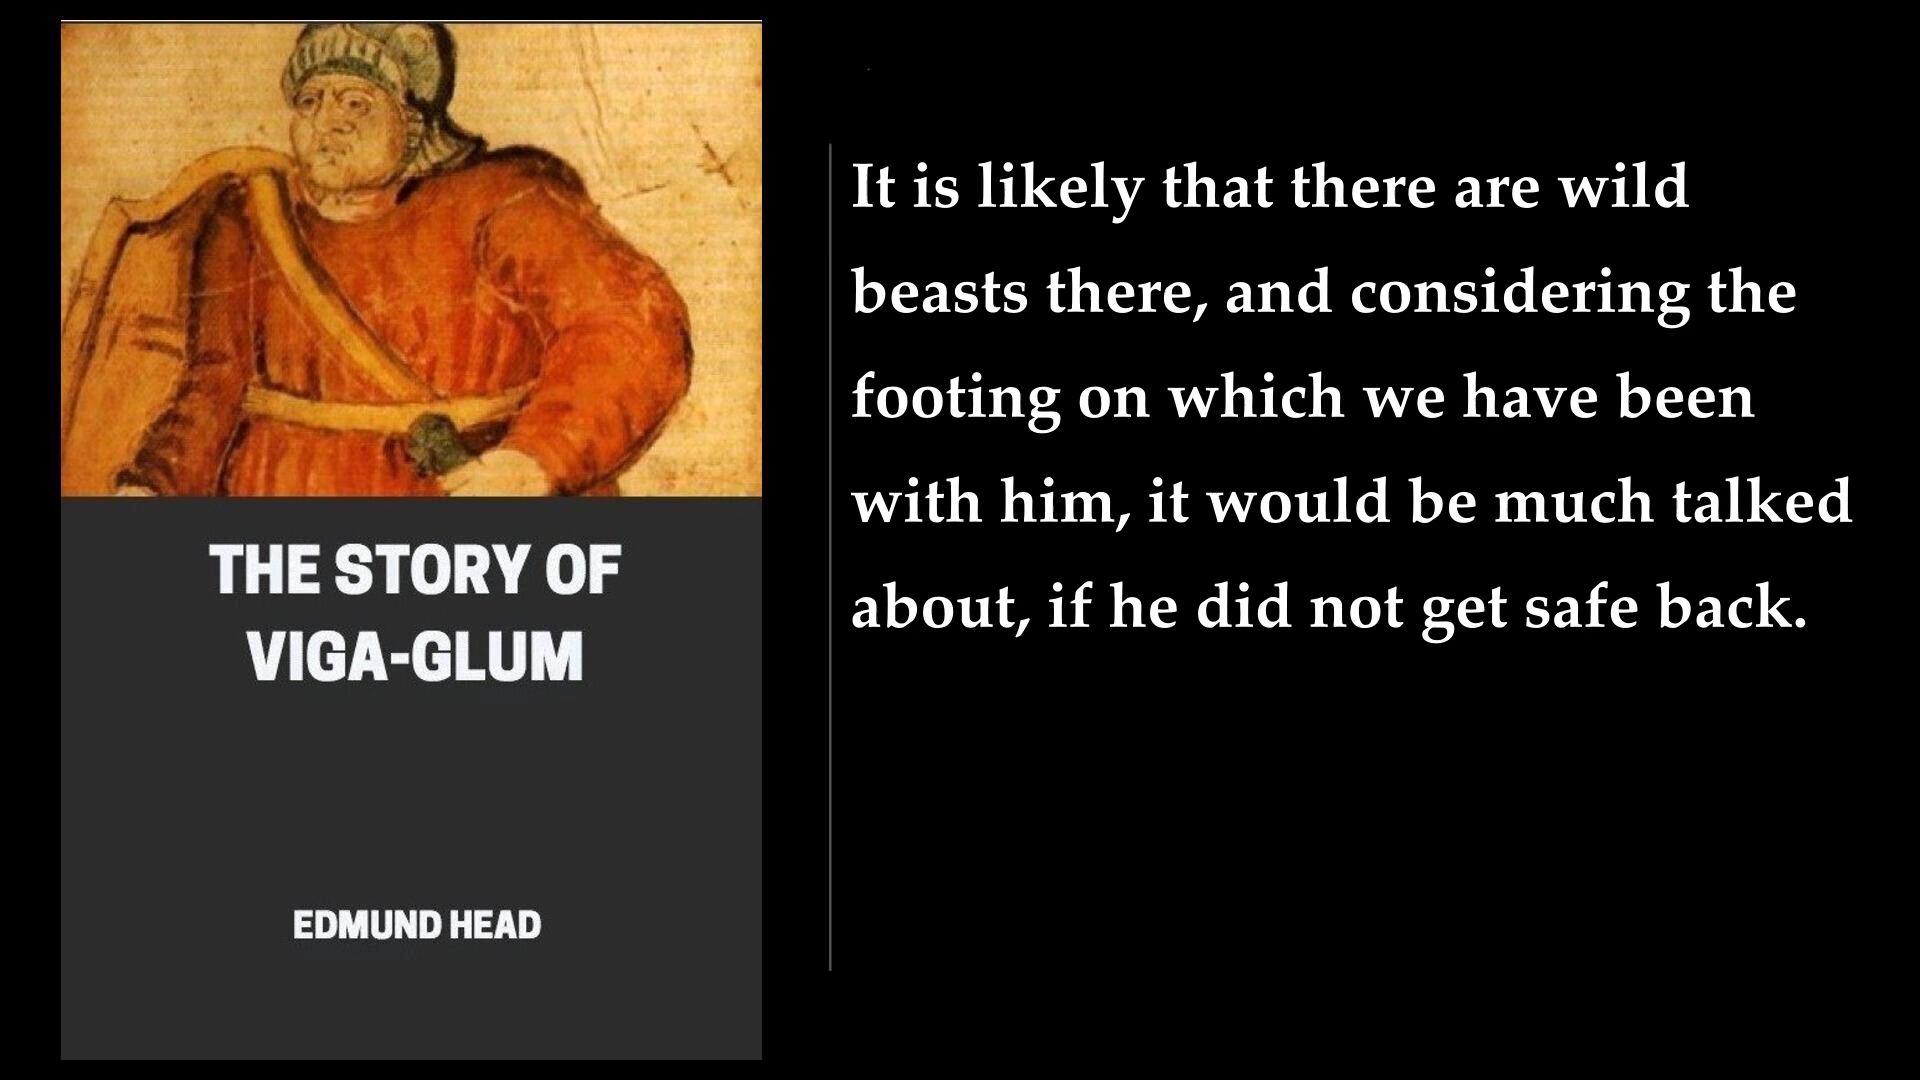 THE STORY OF
VIGA-GLUM
EDMUND HEAD
It is likely that there are wild
beasts there, and considering the
footing on which we have been
with him, it would be much talked
about, if he did not get safe back.